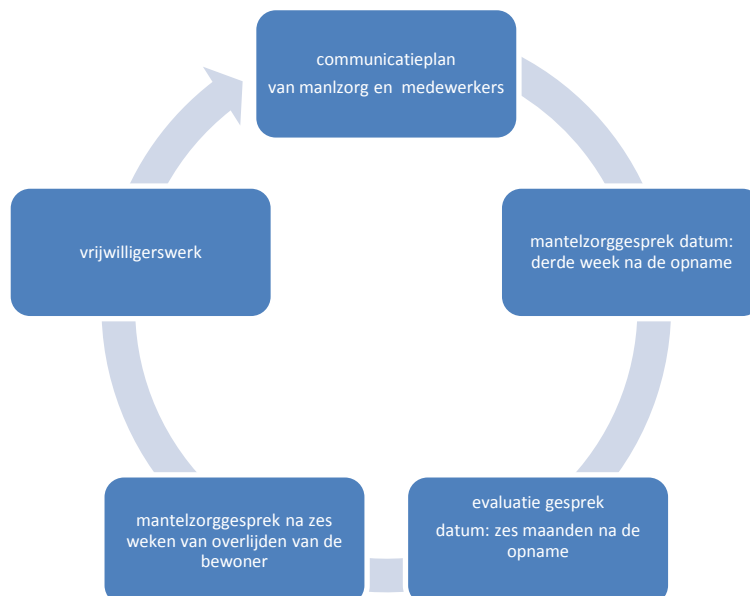 communicatieplan
van manlzorg en  medewerkers
mantelzorggesprek datum:
derde week na de opname
evaluatie gesprek
datum: zes maanden na de
opname
mantelzorggesprek na zes
weken van overlijden van de
bewoner
vrijwilligerswerk